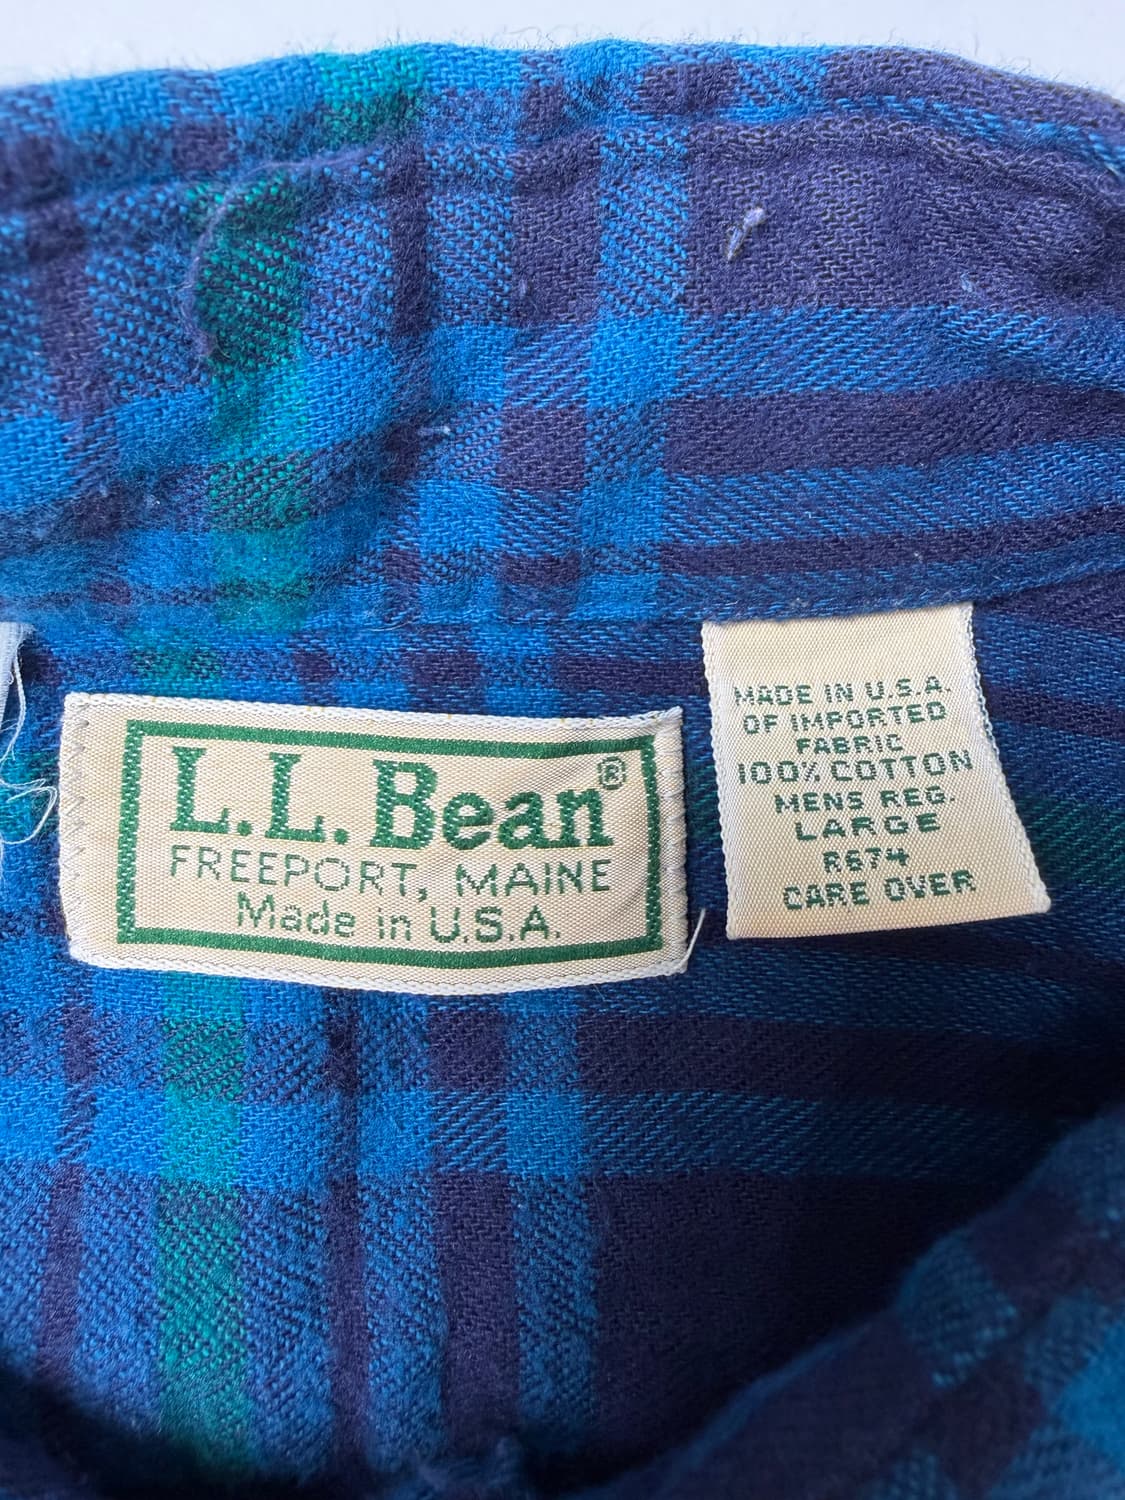 L.L.Bean®
FREEPORT, MAINE
Made in U.S.A.
MADE IN U.S.A.
OF IMPORTED
FABRIC
100% COTTON
MENS REG.
LARGE
R674
CARE OVER